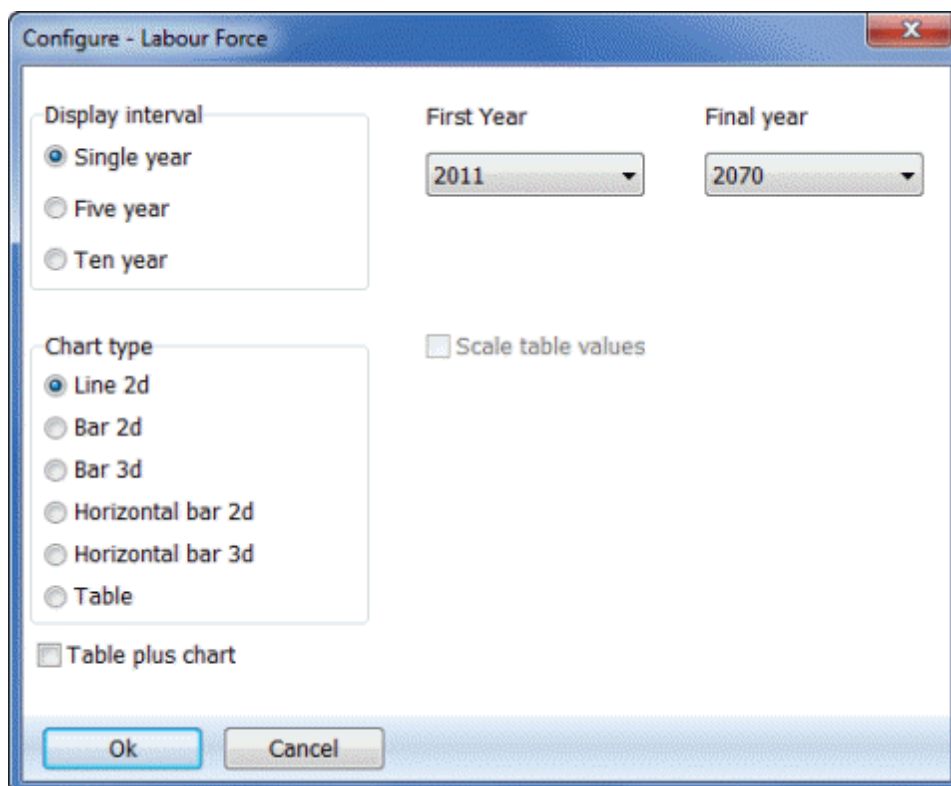 Configure - Labour Force
Display interval
Single year
Five year
Ten year
First Year
2011
Final year
2070
Chart type
Line 2d
Bar 2d
Bar 3d
Horizontal bar 2d
Horizontal bar 3d
Table
Scale table values
Table plus chart
Ok
Cancel